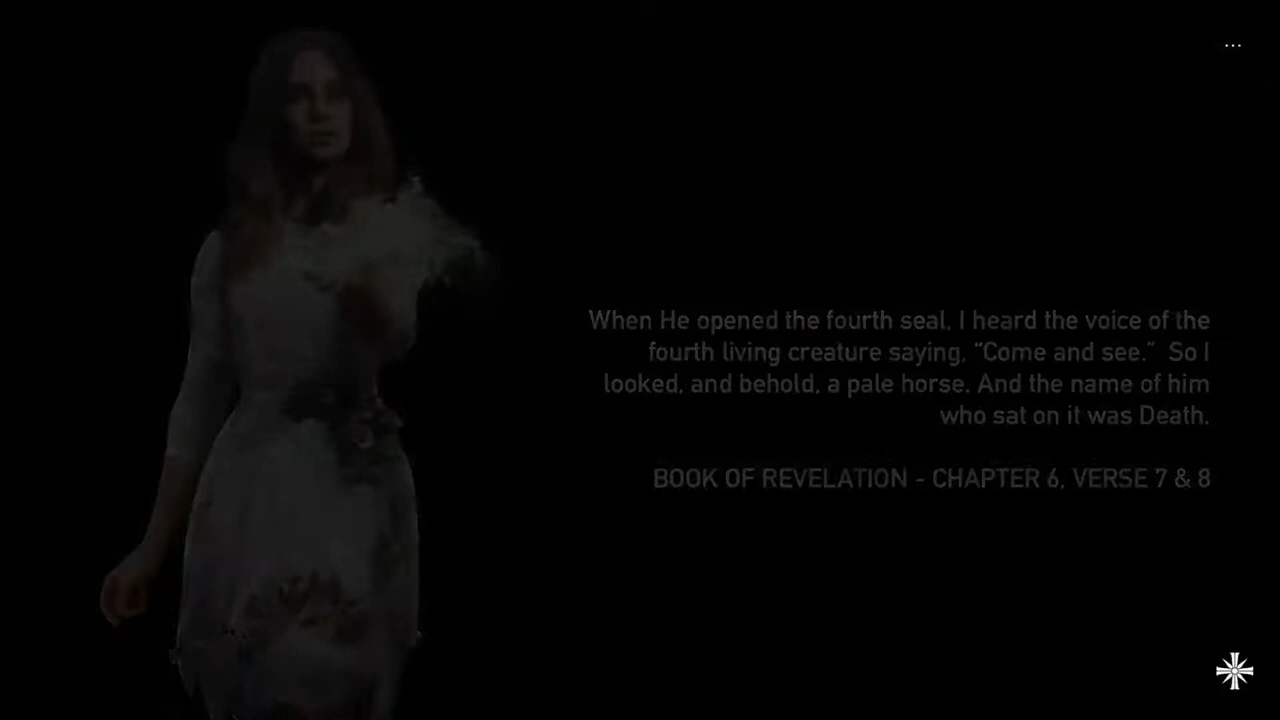 ...
When He opened the fourth seal, I heard the voice of the
fourth living creature saying, “Come and see.”  So I
looked, and behold, a pale horse. And the name of him
who sat on it was Death.
BOOK OF REVELATION - CHAPTER 6, VERSE 7 & 8